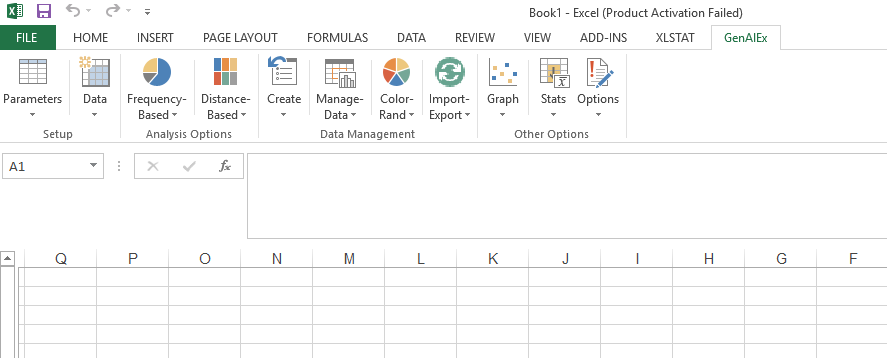 Book1 - Excel (Product Activation Failed)
FILE HOME INSERT PAGE LAYOUT FORMULAS DATA REVIEW VIEW ADD-INS XLSTAT GenAlEx
Parameters Data Frequency- Distance- Create Manage- Color- Import- Graph Stats Options
Based Based Data Rand Export
Setup Analysis Options Data Management Other Options
A1 fx
Q P O N M L K J I H G F